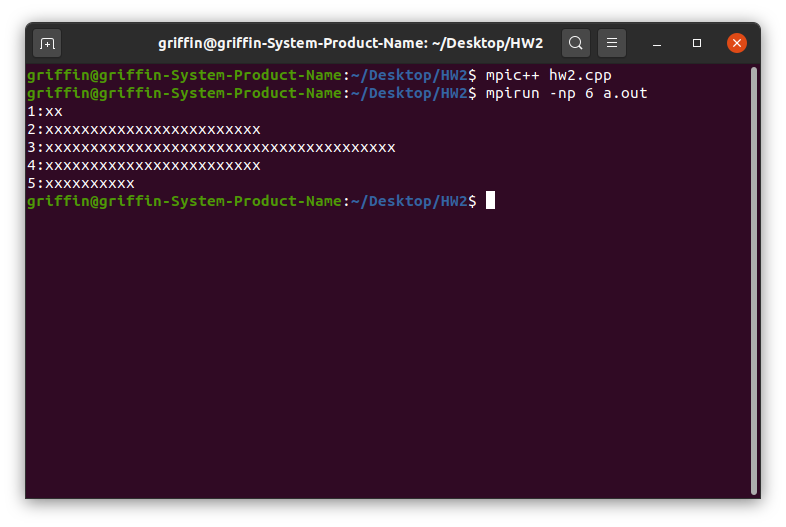 griffin@griffin-System-Product-Name: ~/Desktop/HW2
griffin@griffin-System-Product-Name:~/Desktop/HW2$ mpic++ hw2.cpp
griffin@griffin-System-Product-Name:~/Desktop/HW2$ mpirun -np 6 a.out
1:xx
2:xxxxxxxxxxxxxxxxxxxxxxxx
3:xxxxxxxxxxxxxxxxxxxxxxxxxxxxxxxxxxxxxxx
4:xxxxxxxxxxxxxxxxxxxxxxxx
5:xxxxxxxxxx
griffin@griffin-System-Product-Name:~/Desktop/HW2$